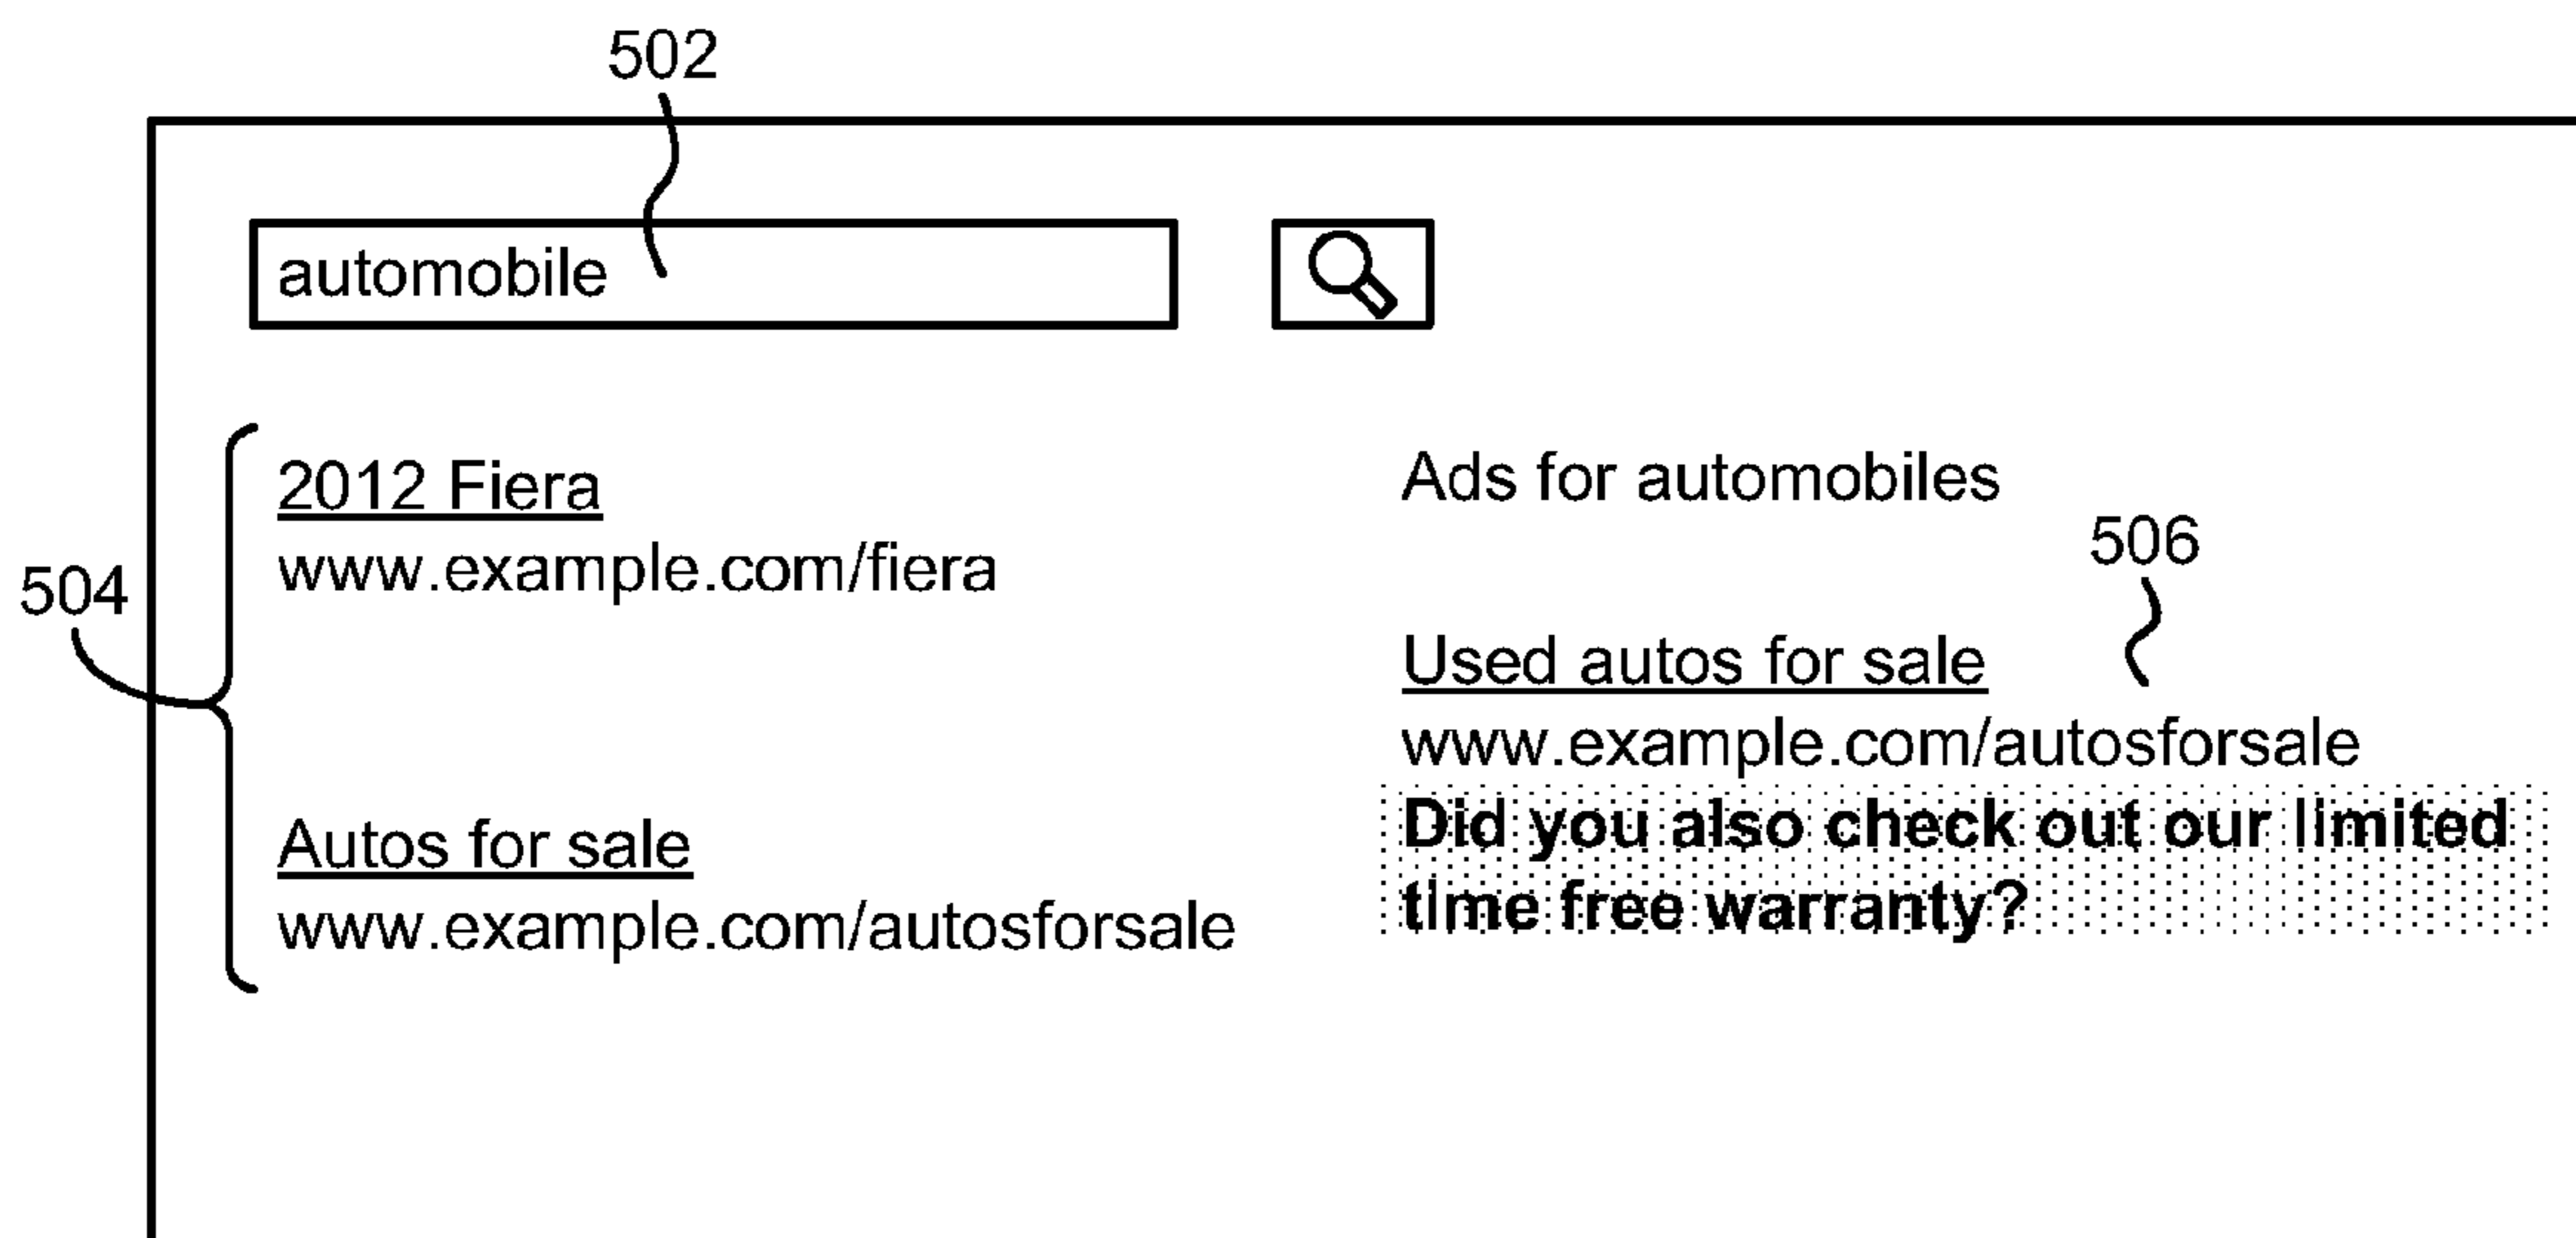 502
automobile
504
2012 Fiera
www.example.com/fiera
Autos for sale
www.example.com/autosforsale
Ads for automobiles
506
Used autos for sale
www.example.com/autosforsale
Did you also check out our limited
time free warranty?